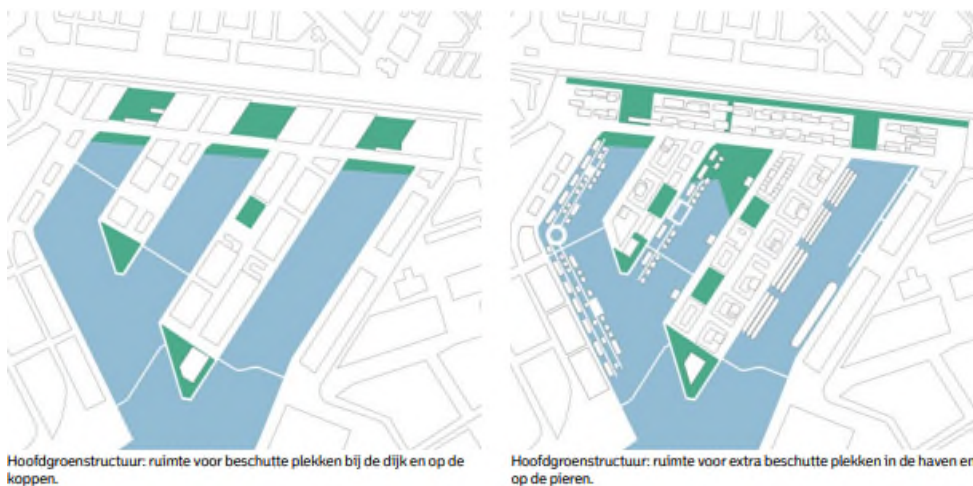 Hoofdgroenstructuur: ruimte voor beschutte plekken bij de dijk en op de
koppen.
Hoofdgroenstructuur: ruimte voor extra beschutte plekken in de haven en
op de pieren.